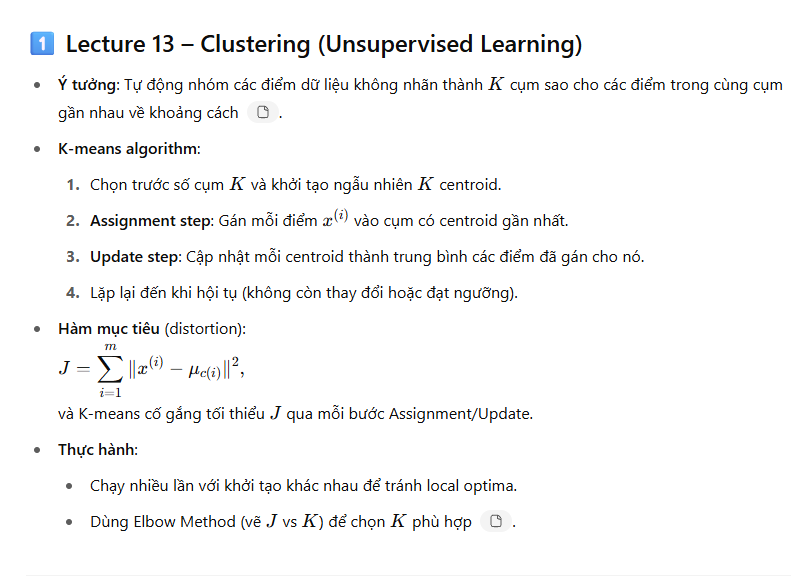 1 Lecture 13 – Clustering (Unsupervised Learning)
• Ý tưởng: Tự động nhóm các điểm dữ liệu không nhãn thành K cụm sao cho các điểm trong cùng cụm
gần nhau về khoảng cách .
• K-means algorithm:
1. Chọn trước số cụm K và khởi tạo ngẫu nhiên K centroid.
2. Assignment step: Gán mỗi điểm x^(i) vào cụm có centroid gần nhất.
3. Update step: Cập nhật mỗi centroid thành trung bình các điểm đã gán cho nó.
4. Lặp lại đến khi hội tụ (không còn thay đổi hoặc đạt ngưỡng).
• Hàm mục tiêu (distortion):
J = ∑_{i=1}^{m} ‖x^(i) − μ_{c(i)}‖²,
và K-means cố gắng tối thiểu J qua mỗi bước Assignment/Update.
• Thực hành:
• Chạy nhiều lần với khởi tạo khác nhau để tránh local optima.
• Dùng Elbow Method (vẽ J vs K) để chọn K phù hợp .